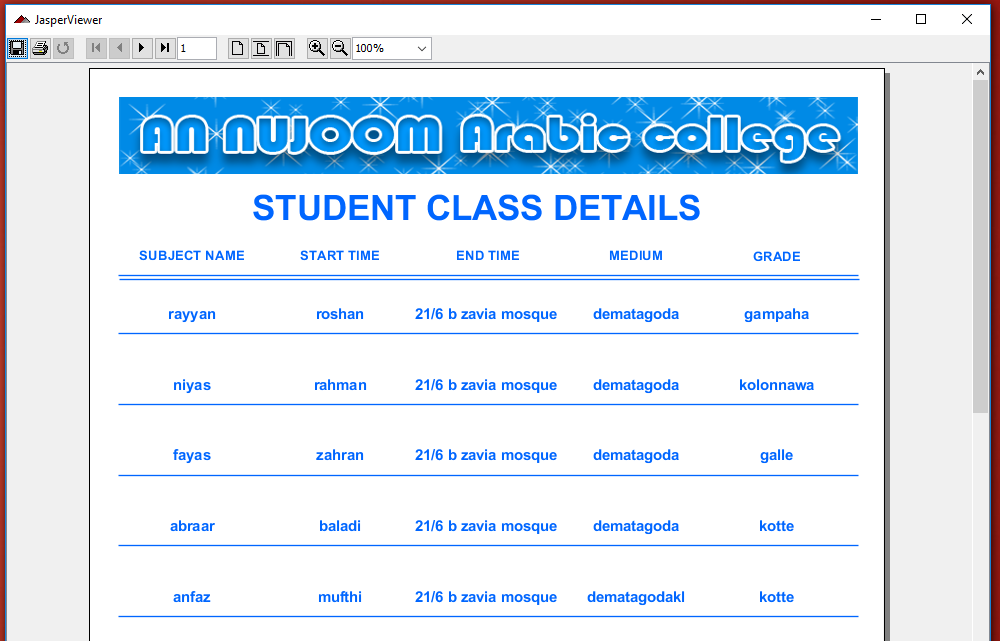 JasperViewer
1 100%
AN NUJOOM Arabic college
STUDENT CLASS DETAILS
SUBJECT NAME START TIME END TIME MEDIUM GRADE
rayyan roshan 21/6 b zavia mosque dematagoda gampaha
niyas rahman 21/6 b zavia mosque dematagoda kolonnawa
fayas zahran 21/6 b zavia mosque dematagoda galle
abraar baladi 21/6 b zavia mosque dematagoda kotte
anfaz mufthi 21/6 b zavia mosque dematagodakl kotte